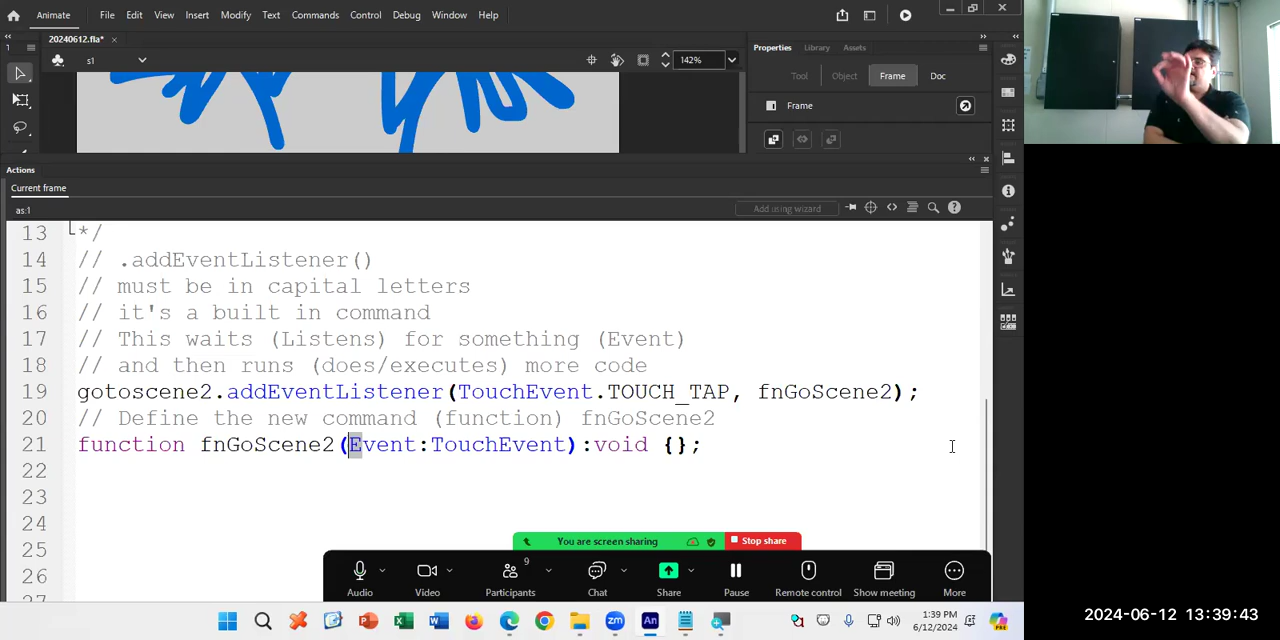 Animate
File Edit View Insert Modify Text Commands Control Debug Window Help
20240612.fla*
s1
142%
Properties Library Assets
Tool Object Frame Doc
Frame
Actions
Current frame
as:1
Add using wizard
13 */
14 // .addEventListener()
15 // must be in capital letters
16 // it's a built in command
17 // This waits (Listens) for something (Event)
18 // and then runs (does/executes) more code
19 gotoscene2.addEventListener(TouchEvent.TOUCH_TAP, fnGoScene2);
20 // Define the new command (function) fnGoScene2
21 function fnGoScene2(Event:TouchEvent):void {};
22
23
24
25
26
27
You are screen sharing Stop share
9
Audio Video Participants Chat Share Pause Remote control Show meeting More
1:39 PM
6/12/2024
2024-06-12 13:39:43